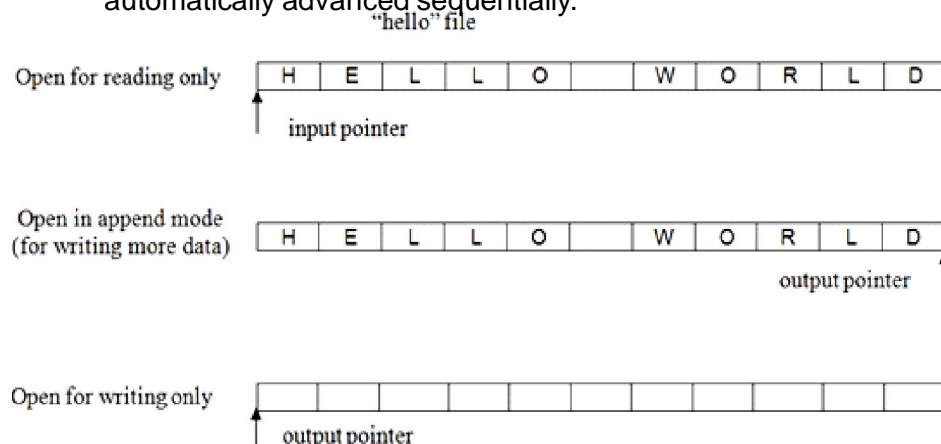 automatically advanced sequentially.
“hello” file
Open for reading only H E L L O W O R L D
input pointer
Open in append mode
(for writing more data) H E L L O W O R L D
output pointer
Open for writing only
output pointer